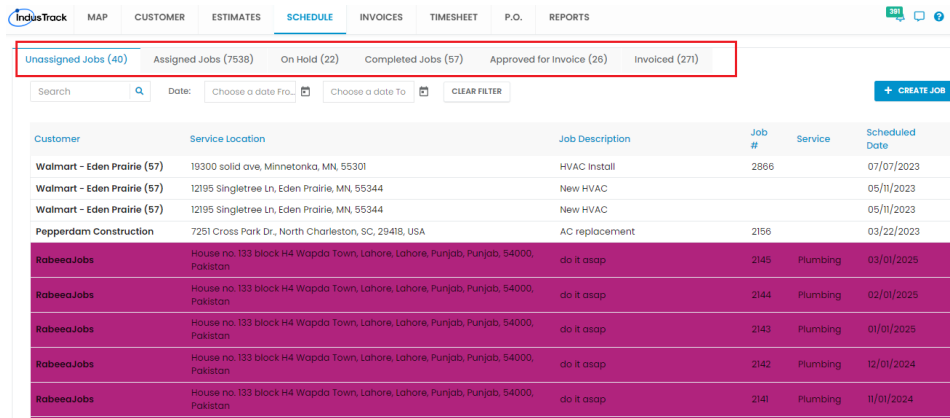 IndusTrack MAP CUSTOMER ESTIMATES SCHEDULE INVOICES TIMESHEET P.O. REPORTS 391 ?
Unassigned Jobs (40) Assigned Jobs (7538) On Hold (22) Completed Jobs (57) Approved for Invoice (26) Invoiced (271)
Search Date: Choose a date Fro... Choose a date To CLEAR FILTER + CREATE JOB
Customer Service Location Job Description Job # Service Scheduled Date
Walmart - Eden Prairie (57) 19300 solid ave, Minnetonka, MN, 55301 HVAC Install 2866 07/07/2023
Walmart - Eden Prairie (57) 12195 Singletree Ln, Eden Prairie, MN, 55344 New HVAC 05/11/2023
Walmart - Eden Prairie (57) 12195 Singletree Ln, Eden Prairie, MN, 55344 New HVAC 05/11/2023
Pepperdam Construction 7251 Cross Park Dr., North Charleston, SC, 29418, USA AC replacement 2156 03/22/2023
RabeeaJobs House no. 133 block H4 Wapda Town, Lahore, Lahore, Punjab, Punjab, 54000, Pakistan do it asap 2145 Plumbing 03/01/2025
RabeeaJobs House no. 133 block H4 Wapda Town, Lahore, Lahore, Punjab, Punjab, 54000, Pakistan do it asap 2144 Plumbing 02/01/2025
RabeeaJobs House no. 133 block H4 Wapda Town, Lahore, Lahore, Punjab, Punjab, 54000, Pakistan do it asap 2143 Plumbing 01/01/2025
RabeeaJobs House no. 133 block H4 Wapda Town, Lahore, Lahore, Punjab, Punjab, 54000, Pakistan do it asap 2142 Plumbing 12/01/2024
RabeeaJobs House no. 133 block H4 Wapda Town, Lahore, Lahore, Punjab, Punjab, 54000, Pakistan do it asap 2141 Plumbing 11/01/2024